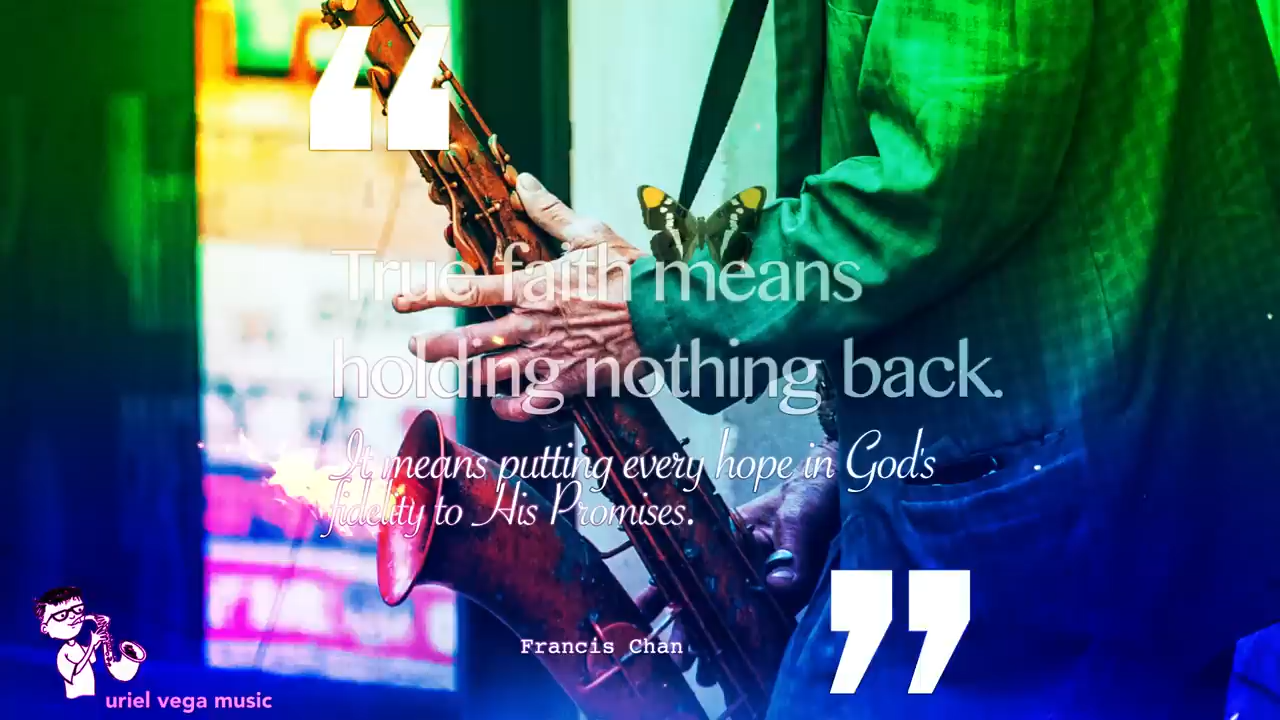 “
True faith means
holding nothing back.
It means putting every hope in God's
fidelity to His Promises.
”
Francis Chan
uriel vega music